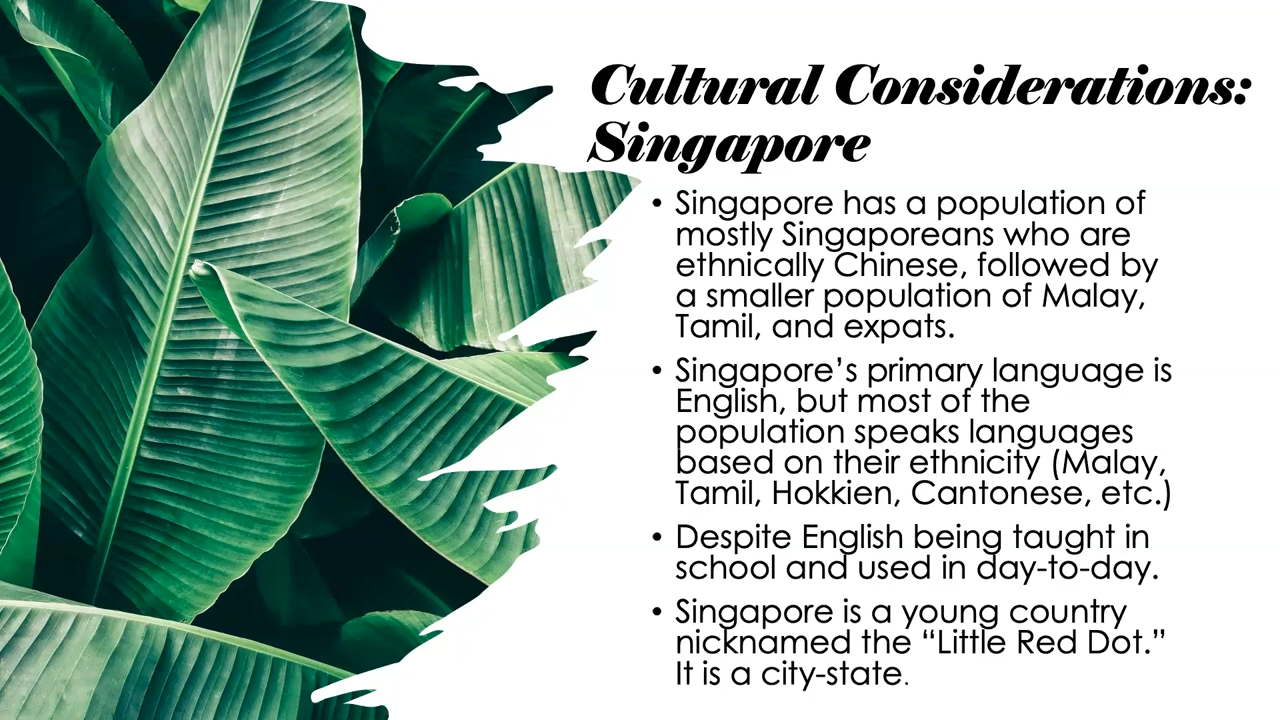 Cultural Considerations:
Singapore
• Singapore has a population of
mostly Singaporeans who are
ethnically Chinese, followed by
a smaller population of Malay,
Tamil, and expats.
• Singapore’s primary language is
English, but most of the
population speaks languages
based on their ethnicity (Malay,
Tamil, Hokkien, Cantonese, etc.)
• Despite English being taught in
school and used in day-to-day.
• Singapore is a young country
nicknamed the “Little Red Dot.”
It is a city-state.